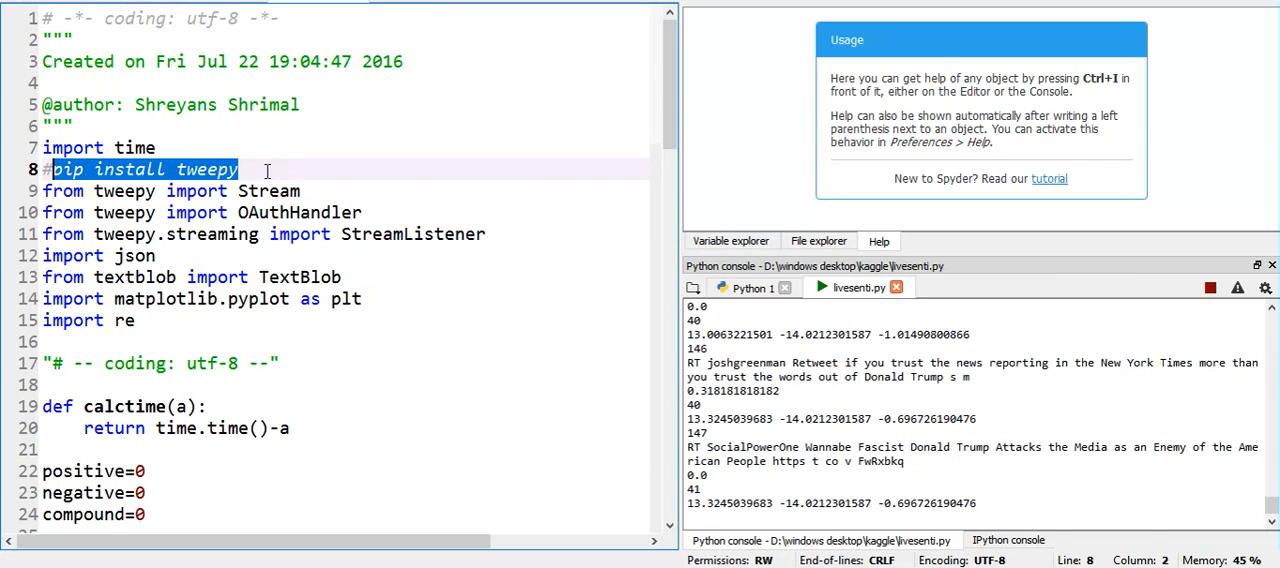 1 # -*- coding: utf-8 -*-
2 """
3 Created on Fri Jul 22 19:04:47 2016
4
5 @author: Shreyans Shrimal
6 """
7 import time
8 #pip install tweepy
9 from tweepy import Stream
10 from tweepy import OAuthHandler
11 from tweepy.streaming import StreamListener
12 import json
13 from textblob import TextBlob
14 import matplotlib.pyplot as plt
15 import re
16
17 "# -- coding: utf-8 --"
18
19 def calctime(a):
20     return time.time()-a
21
22 positive=0
23 negative=0
24 compound=0
Usage
Here you can get help of any object by pressing Ctrl+I in
front of it, either on the Editor or the Console.
Help can also be shown automatically after writing a left
parenthesis next to an object. You can activate this
behavior in Preferences > Help.
New to Spyder? Read our tutorial
Variable explorer File explorer Help
Python console - D:\windows desktop\kaggle\livesenti.py
Python 1 livesenti.py
0.0
40
13.0063221501 -14.0212301587 -1.01490800866
146
RT joshgreenman Retweet if you trust the news reporting in the New York Times more than
you trust the words out of Donald Trump s m
0.318181818182
40
13.3245039683 -14.0212301587 -0.696726190476
147
RT SocialPowerOne Wannabe Fascist Donald Trump Attacks the Media as an Enemy of the Ame
rican People https t co v FwRxbkq
0.0
41
13.3245039683 -14.0212301587 -0.696726190476
Python console - D:\windows desktop\kaggle\livesenti.py IPython console
Permissions: RW End-of-lines: CRLF Encoding: UTF-8 Line: 8 Column: 2 Memory: 45 %